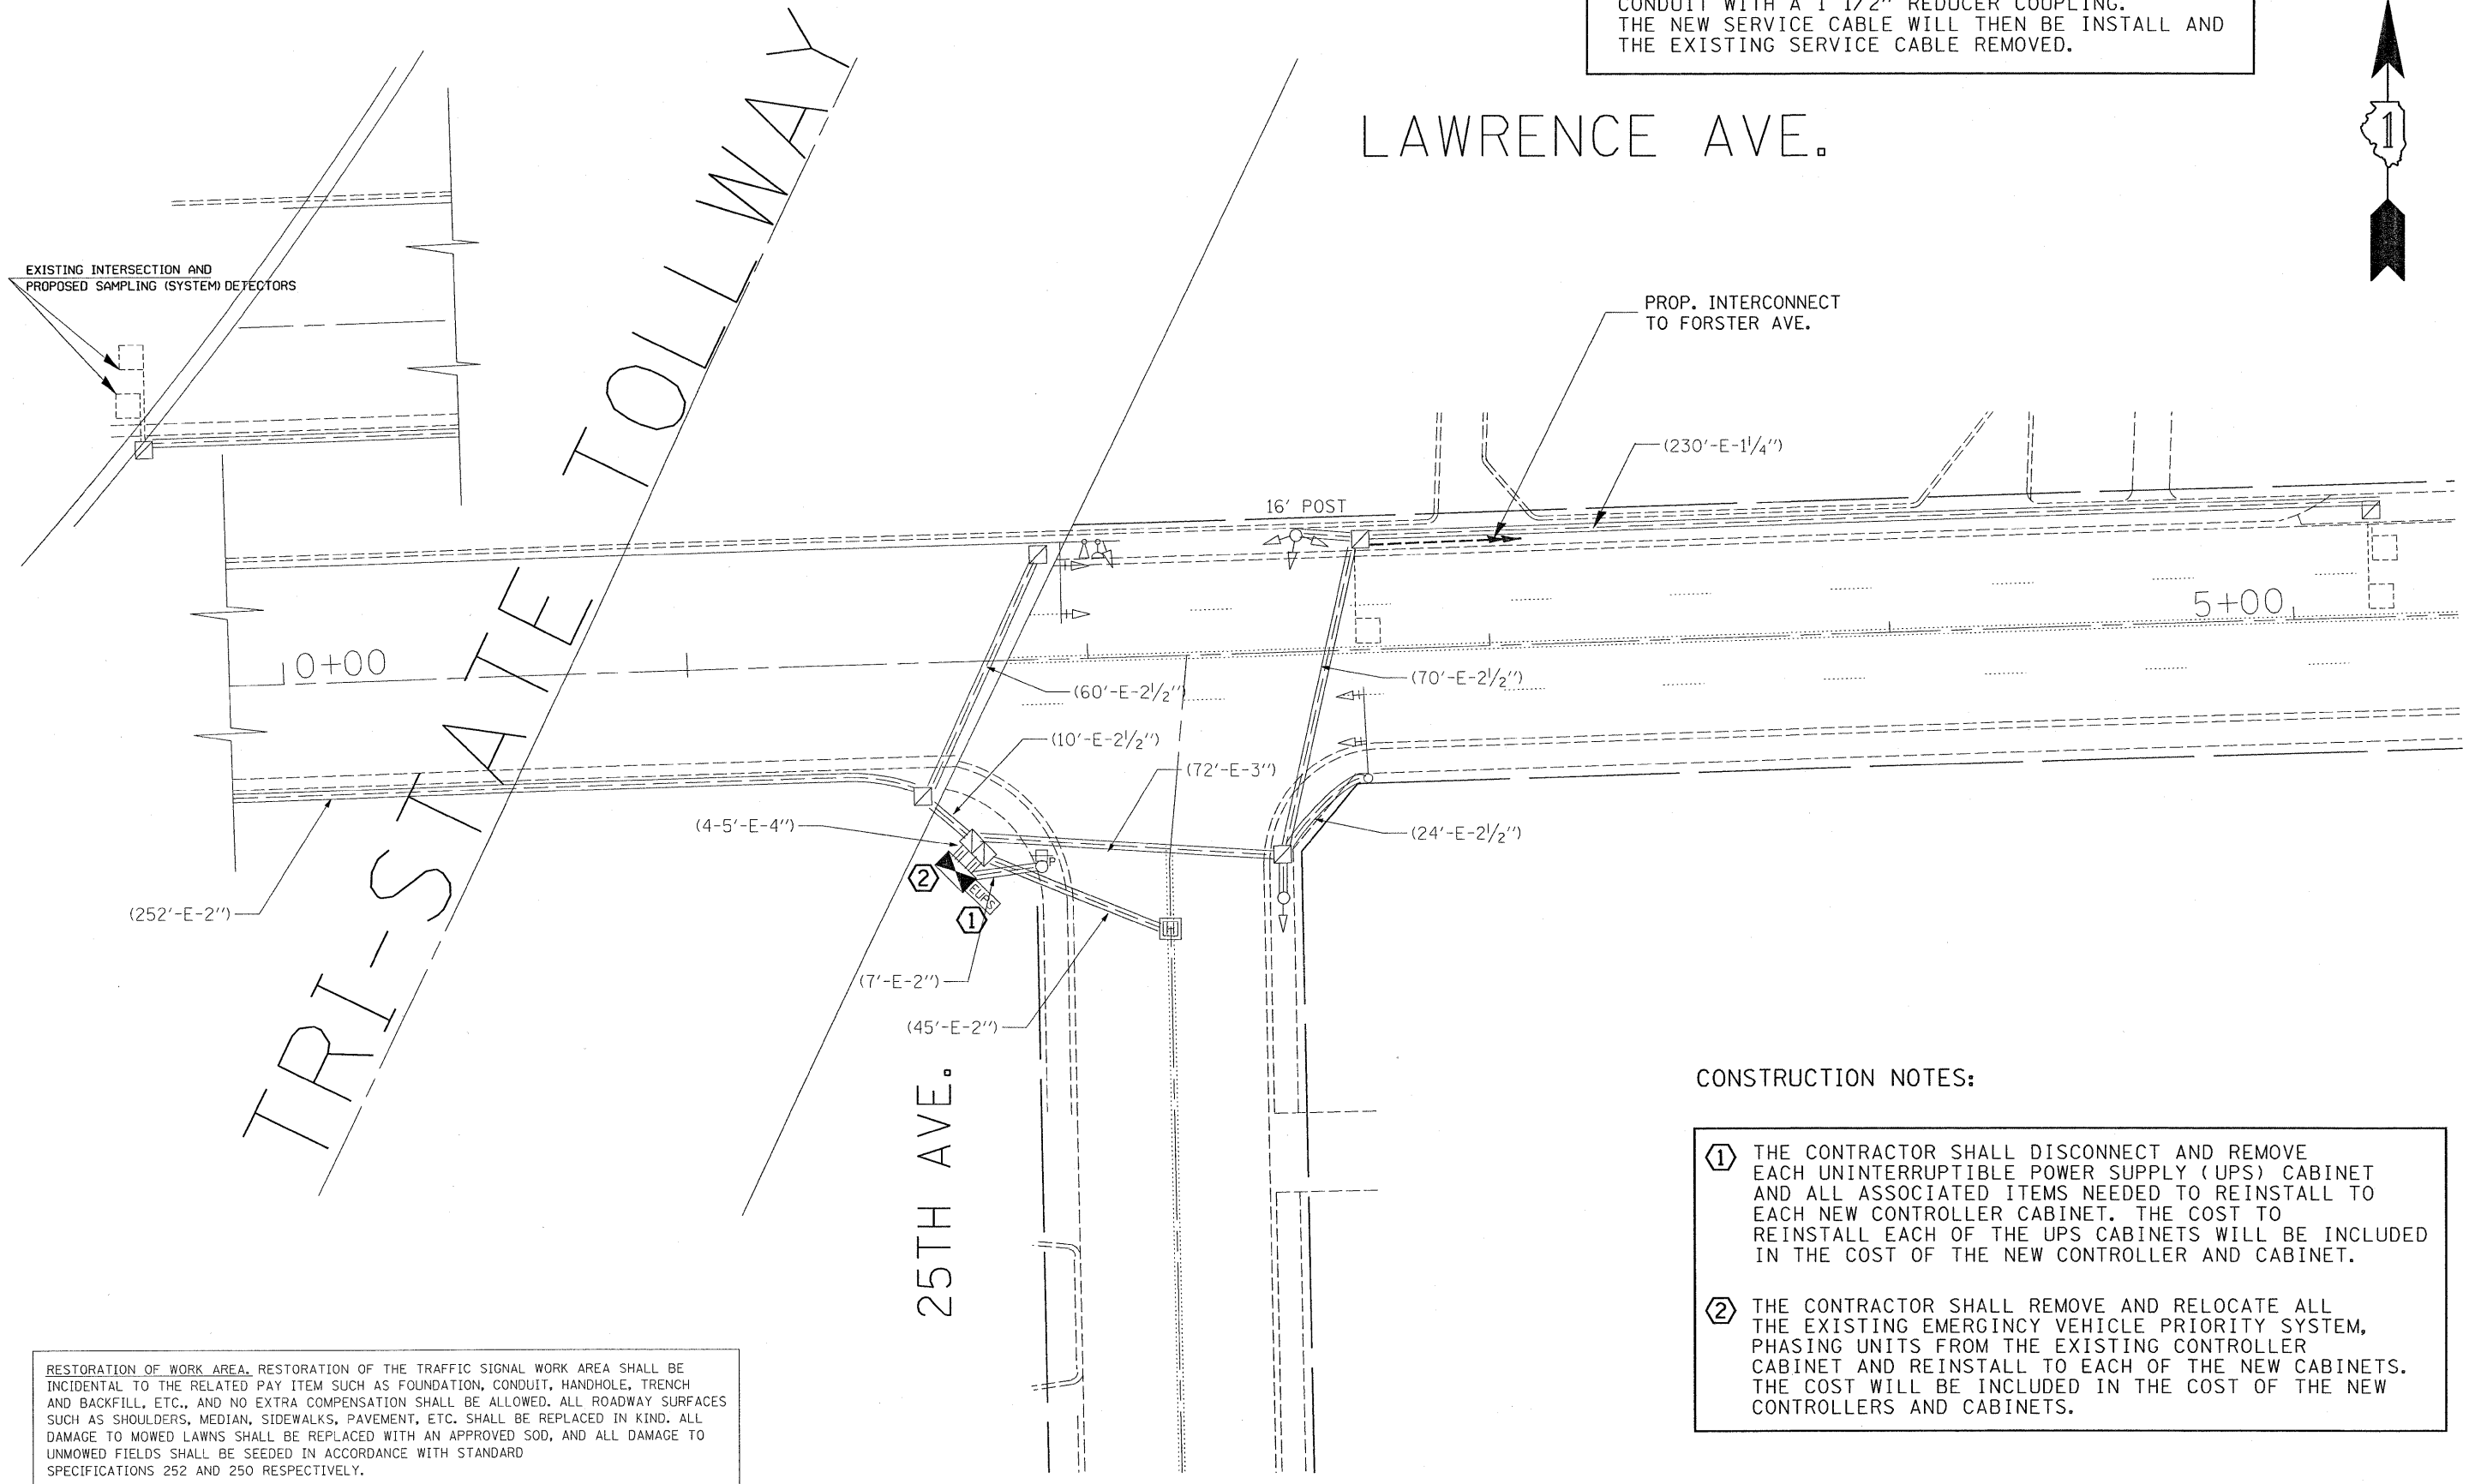 CONDUIT WITH A 1 1/2" REDUCER COUPLING.
THE NEW SERVICE CABLE WILL THEN BE INSTALL AND
THE EXISTING SERVICE CABLE REMOVED.
1
LAWRENCE AVE.
TRI-STATE TOLLWAY
EXISTING INTERSECTION AND
PROPOSED SAMPLING (SYSTEM) DETECTORS
PROP. INTERCONNECT
TO FORSTER AVE.
(230'-E-1 1/4")
16' POST
5+00
0+00
(60'-E-2 1/2")
(70'-E-2 1/2")
(10'-E-2 1/2")
(72'-E-3")
(4-5'-E-4")
(24'-E-2 1/2")
P
2
EUPS
1
H
(252'-E-2")
(7'-E-2")
(45'-E-2")
25TH AVE.
CONSTRUCTION NOTES:
1 THE CONTRACTOR SHALL DISCONNECT AND REMOVE
EACH UNINTERRUPTIBLE POWER SUPPLY (UPS) CABINET
AND ALL ASSOCIATED ITEMS NEEDED TO REINSTALL TO
EACH NEW CONTROLLER CABINET. THE COST TO
REINSTALL EACH OF THE UPS CABINETS WILL BE INCLUDED
IN THE COST OF THE NEW CONTROLLER AND CABINET.
2 THE CONTRACTOR SHALL REMOVE AND RELOCATE ALL
THE EXISTING EMERGINCY VEHICLE PRIORITY SYSTEM,
PHASING UNITS FROM THE EXISTING CONTROLLER
CABINET AND REINSTALL TO EACH OF THE NEW CABINETS.
THE COST WILL BE INCLUDED IN THE COST OF THE NEW
CONTROLLERS AND CABINETS.
RESTORATION OF WORK AREA. RESTORATION OF THE TRAFFIC SIGNAL WORK AREA SHALL BE
INCIDENTAL TO THE RELATED PAY ITEM SUCH AS FOUNDATION, CONDUIT, HANDHOLE, TRENCH
AND BACKFILL, ETC., AND NO EXTRA COMPENSATION SHALL BE ALLOWED. ALL ROADWAY SURFACES
SUCH AS SHOULDERS, MEDIAN, SIDEWALKS, PAVEMENT, ETC. SHALL BE REPLACED IN KIND. ALL
DAMAGE TO MOWED LAWNS SHALL BE REPLACED WITH AN APPROVED SOD, AND ALL DAMAGE TO
UNMOWED FIELDS SHALL BE SEEDED IN ACCORDANCE WITH STANDARD
SPECIFICATIONS 252 AND 250 RESPECTIVELY.